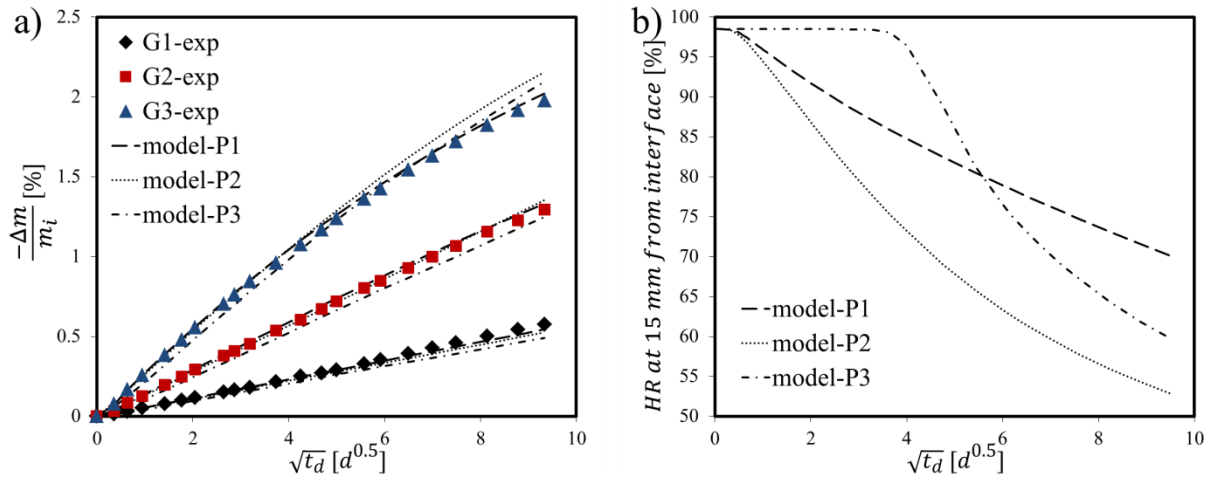 a)
2.5
2
1.5
1
0.5
0
−Δm
m_i
[%]
G1-exp
G2-exp
G3-exp
model-P1
model-P2
model-P3
0 2 4 6 8 10
√t_d [d^0.5]
b)
100
95
90
85
80
75
70
65
60
55
50
HR at 15 mm from interface [%]
model-P1
model-P2
model-P3
0 2 4 6 8 10
√t_d [d^0.5]